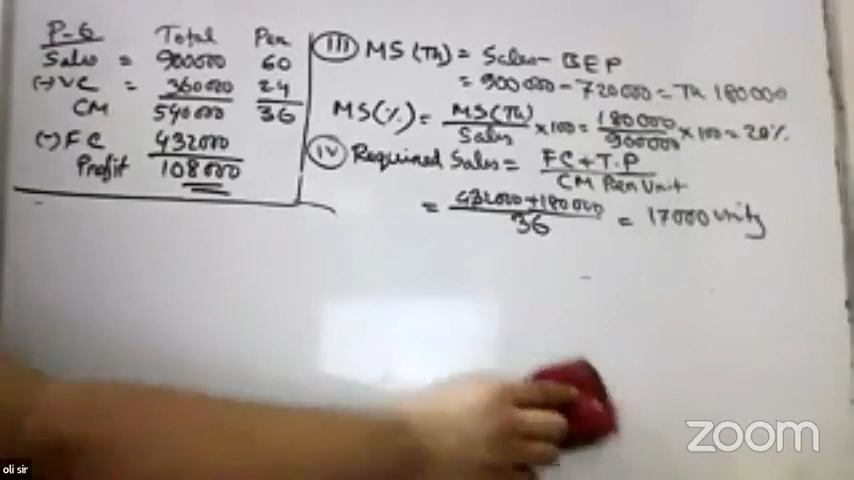 P-6 Total Per
Sales = 900000 60
(-) VC = 360000 24
CM 540000 36
(-) FC 432000
Profit 108000
(III) MS (Tk) = Sales - BEP
= 900000 - 720000 = Tk 180000
MS(%) = MS(Tk) / Sales × 100 = 180000 / 900000 × 100 = 20%
(IV) Required Sales = FC + T.P / CM Per Unit
= 432000 + 180000 / 36 = 17000 units
zoom
oli sir